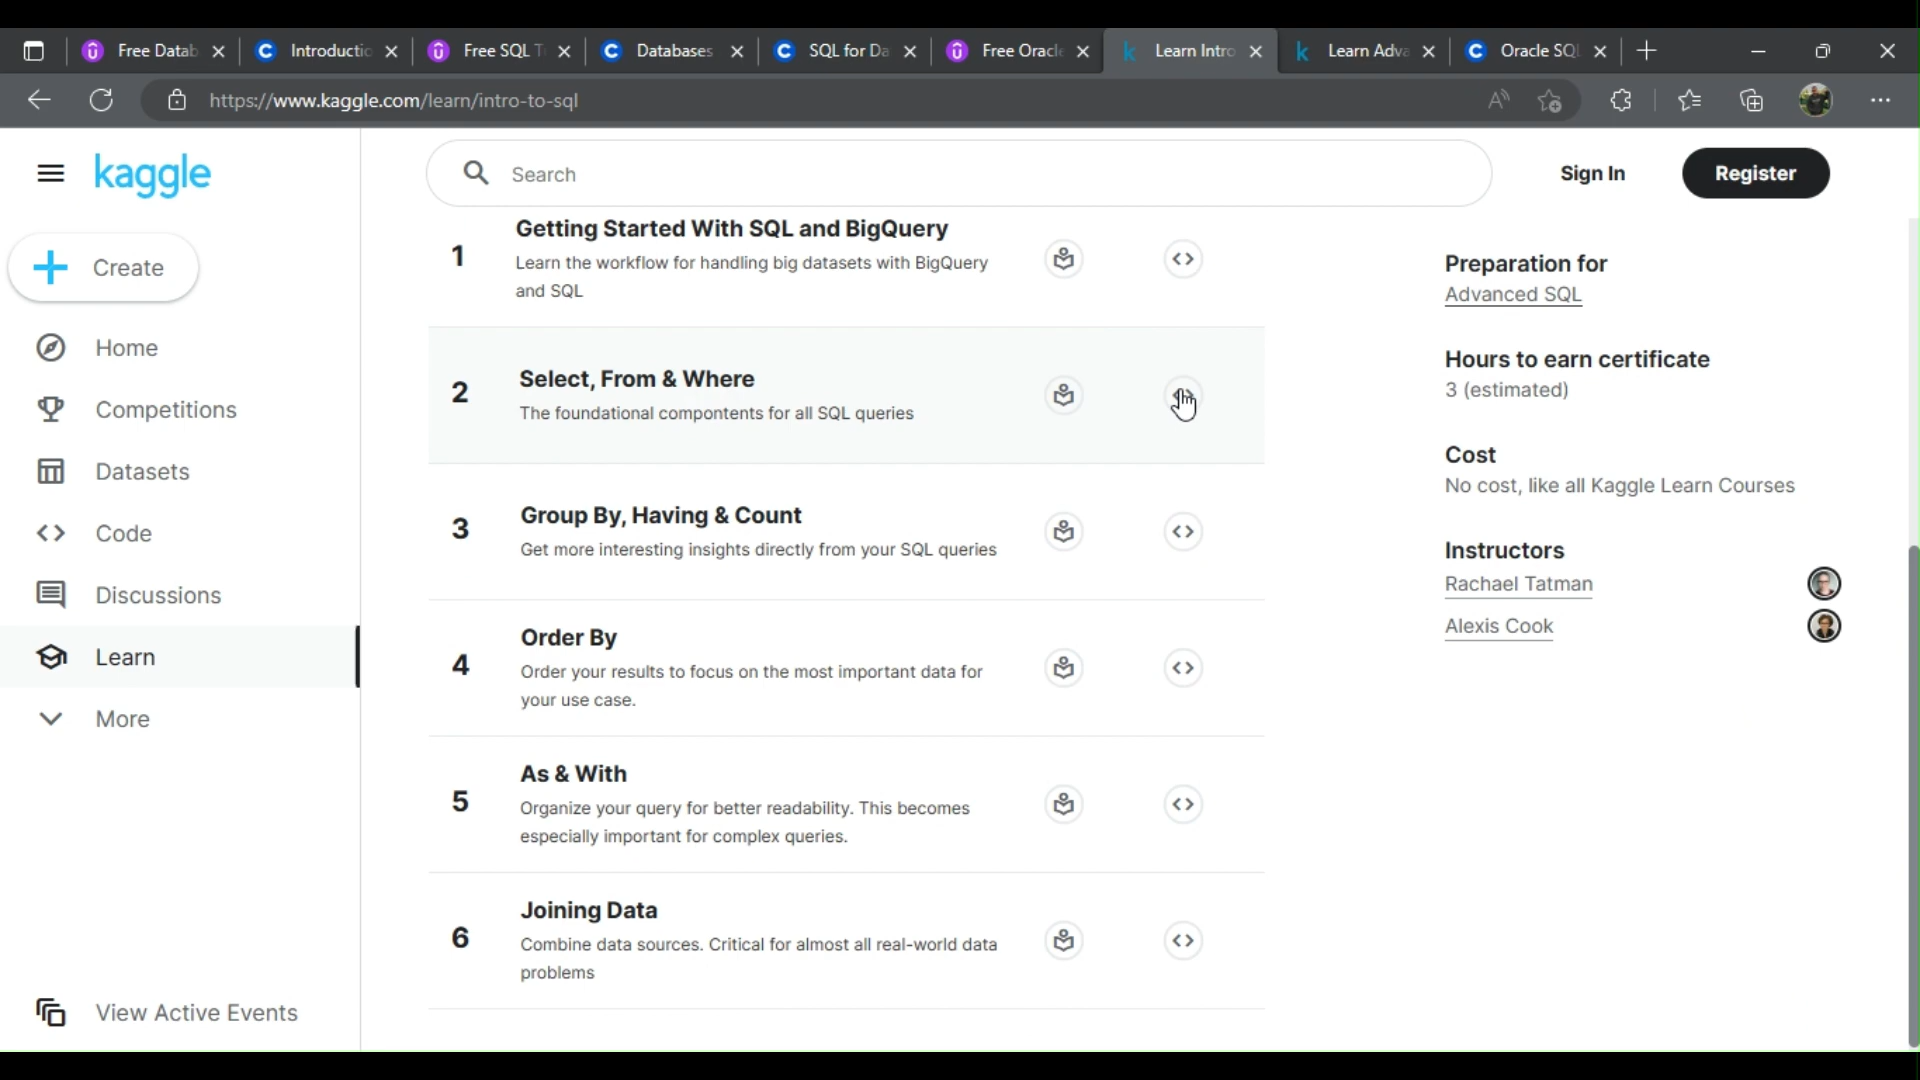 Free Datab
Introductio
Free SQL T
Databases
SQL for Da
Free Oracle
Learn Intro
Learn Adva
Oracle SQL
https://www.kaggle.com/learn/intro-to-sql
kaggle
Search
Sign In
Register
Create
Home
Competitions
Datasets
Code
Discussions
Learn
More
View Active Events
1
Getting Started With SQL and BigQuery
Learn the workflow for handling big datasets with BigQuery
and SQL
2
Select, From & Where
The foundational compontents for all SQL queries
3
Group By, Having & Count
Get more interesting insights directly from your SQL queries
4
Order By
Order your results to focus on the most important data for
your use case.
5
As & With
Organize your query for better readability. This becomes
especially important for complex queries.
6
Joining Data
Combine data sources. Critical for almost all real-world data
problems
Preparation for
Advanced SQL
Hours to earn certificate
3 (estimated)
Cost
No cost, like all Kaggle Learn Courses
Instructors
Rachael Tatman
Alexis Cook